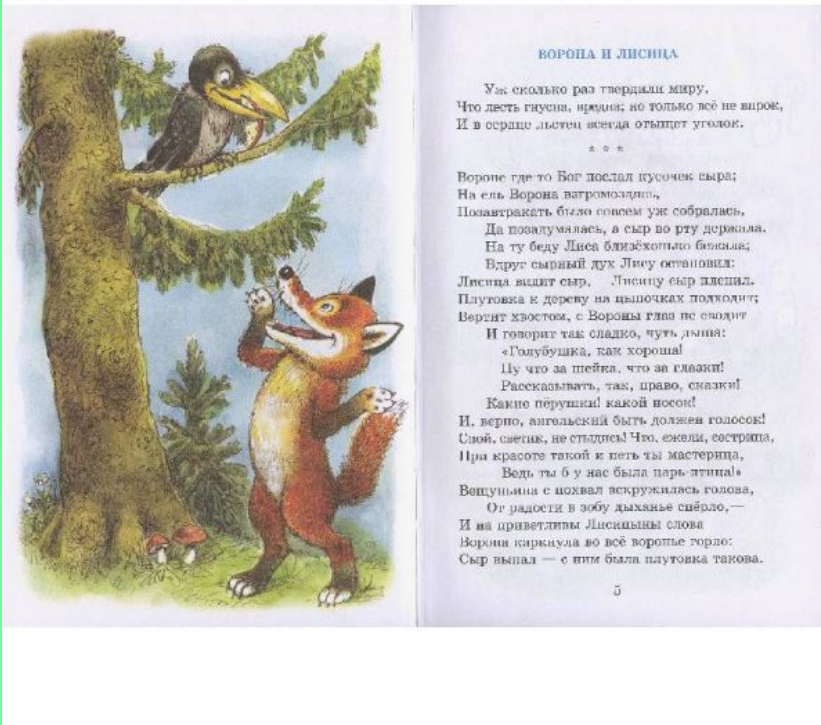 ВОРОНА И ЛИСИЦА
Уж сколько раз твердили миру,
Что лесть гнусна, вредна; но только всё не впрок,
И в сердце льстец всегда отыщет уголок.
* * *
Вороне где-то Бог послал кусочек сыра;
На ель Ворона взгромоздясь,
Позавтракать было совсем уж собралась,
Да позадумалась, а сыр во рту держала.
На ту беду Лиса близёхонько бежала;
Вдруг сырный дух Лису остановил:
Лисица видит сыр, Лисицу сыр пленил.
Плутовка к дереву на цыпочках подходит;
Вертит хвостом, с Вороны глаз не сводит
И говорит так сладко, чуть дыша:
«Голубушка, как хороша!
Ну что за шейка, что за глазки!
Рассказывать, так, право, сказки!
Какие пёрушки! какой носок!
И, верно, ангельский быть должен голосок!
Спой, светик, не стыдись! Что, ежели, сестрица,
При красоте такой и петь ты мастерица,
Ведь ты б у нас была царь-птица!»
Вещуньина с похвал вскружилась голова,
От радости в зобу дыханье спёрло,—
И на приветливы Лисицыны слова
Ворона каркнула во всё воронье горло:
Сыр выпал — с ним была плутовка такова.
5